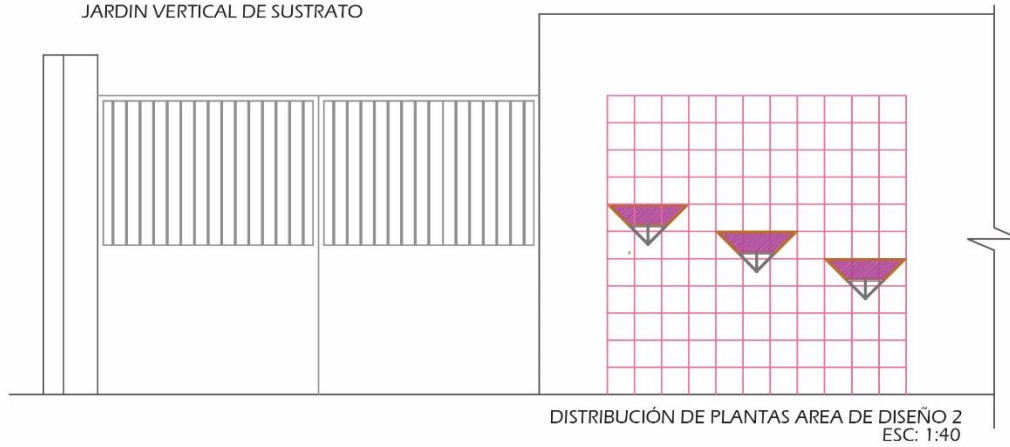 JARDIN VERTICAL DE SUSTRATO
DISTRIBUCIÓN DE PLANTAS AREA DE DISEÑO 2
ESC: 1:40